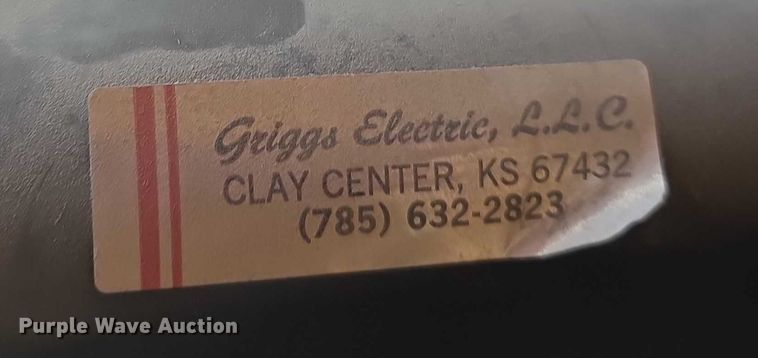 Griggs Electric, L.L.C.
CLAY CENTER, KS 67432
(785) 632-2823
Purple Wave Auction